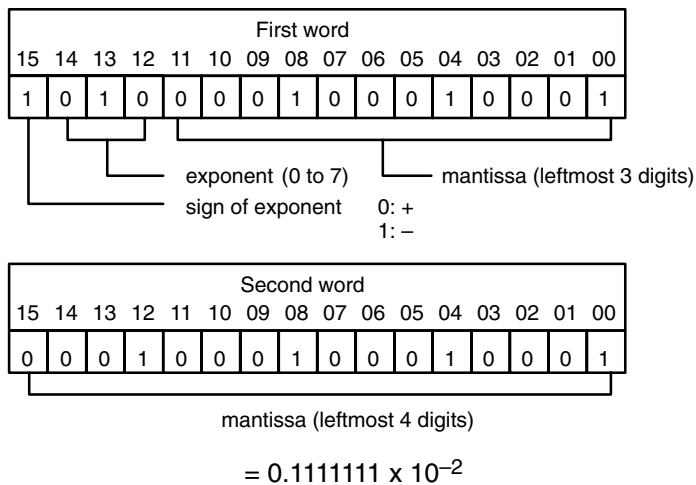 First word
15 14 13 12 11 10 09 08 07 06 05 04 03 02 01 00
1 0 1 0 0 0 0 1 0 0 0 1 0 0 0 1
exponent (0 to 7)
mantissa (leftmost 3 digits)
sign of exponent 0: +
1: –
Second word
15 14 13 12 11 10 09 08 07 06 05 04 03 02 01 00
0 0 0 1 0 0 0 1 0 0 0 1 0 0 0 1
mantissa (leftmost 4 digits)
= 0.1111111 x 10–2